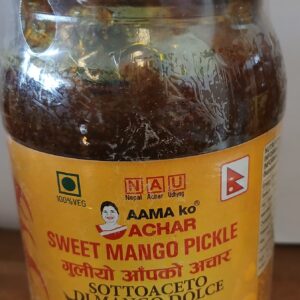 NAU
Nepal Achar Udhyog
100%VEG
AAMA ko®
ACHAR
SWEET MANGO PICKLE
गुलीयो आँपको अचार
SOTTOACETO
DI MANGO DOLCE